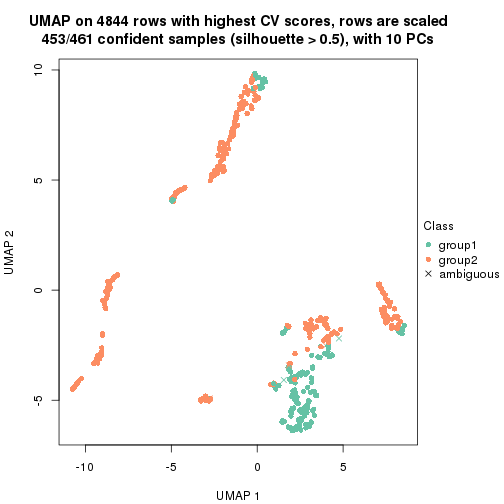 UMAP on 4844 rows with highest CV scores, rows are scaled
453/461 confident samples (silhouette > 0.5), with 10 PCs
10
5
0
-5
UMAP 2
-10
-5
0
5
UMAP 1
Class
group1
group2
ambiguous